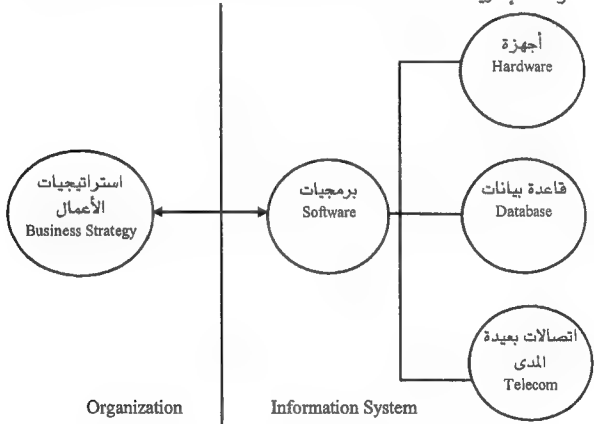 أجهزة
Hardware
استراتيجيات
الأعمال
Business Strategy
برمجيات
Software
قاعدة بيانات
Database
اتصالات بعيدة
المدى
Telecom
Organization
Information System